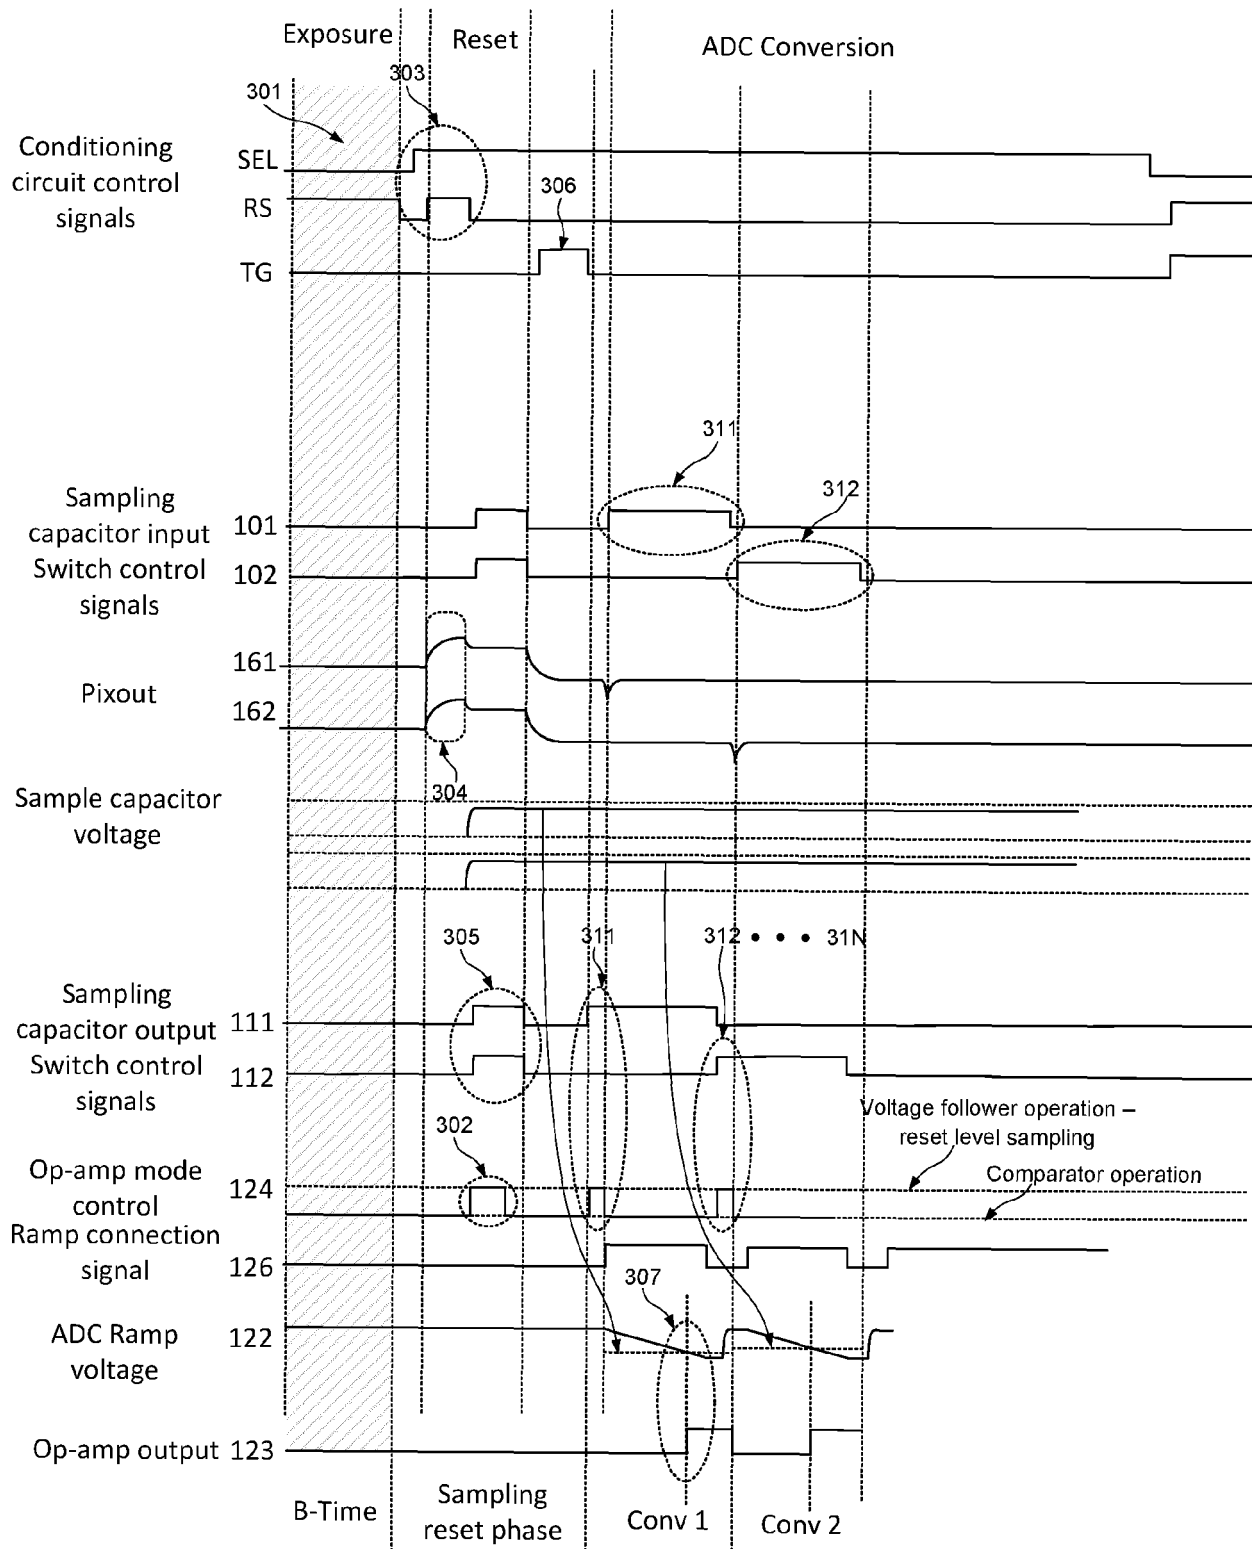 Exposure
Reset
ADC Conversion
303
301
Conditioning
circuit control
signals
SEL
RS
306
TG
311
312
Sampling
capacitor input
Switch control
signals
101
102
161
Pixout
162
304
Sample capacitor
voltage
305
311
312 • • • 31N
Sampling
capacitor output
Switch control
signals
111
112
Voltage follower operation –
reset level sampling
302
Comparator operation
Op-amp mode
control
124
Ramp connection
signal
126
307
ADC Ramp
voltage
122
Op-amp output 123
B-Time
Sampling
reset phase
Conv 1
Conv 2